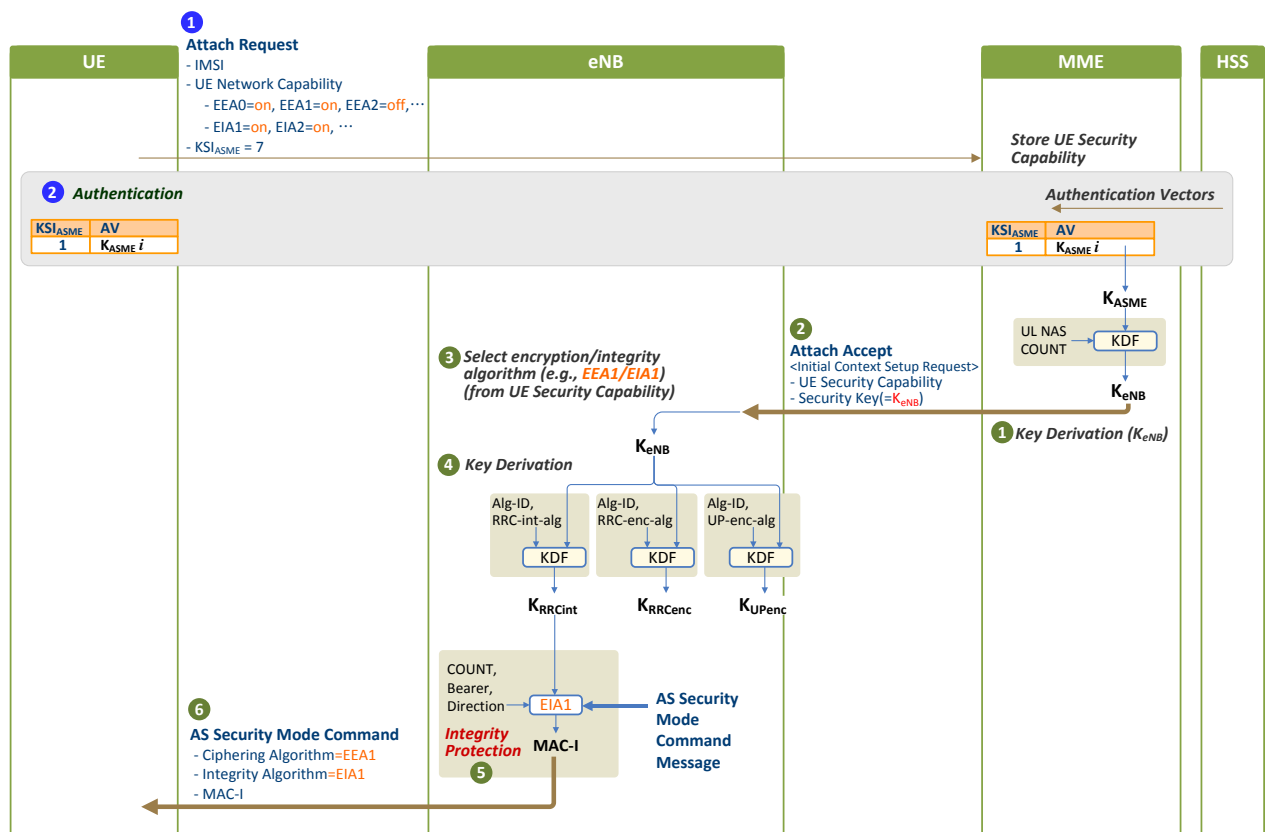 1
Attach Request
- IMSI
- UE Network Capability
- EEA0=on, EEA1=on, EEA2=off,⋯
- EIA1=on, EIA2=on, ⋯
- KSIASME = 7
UE
eNB
MME
HSS
Store UE Security
Capability
2 Authentication
Authentication Vectors
KSIASME AV
1 KASME i
KSIASME AV
1 KASME i
KASME
UL NAS
COUNT
KDF
KeNB
1 Key Derivation (KeNB)
2
Attach Accept
<Initial Context Setup Request>
- UE Security Capability
- Security Key(=KeNB)
3 Select encryption/integrity
algorithm (e.g., EEA1/EIA1)
(from UE Security Capability)
KeNB
4 Key Derivation
Alg-ID,
RRC-int-alg
KDF
Alg-ID,
RRC-enc-alg
KDF
Alg-ID,
UP-enc-alg
KDF
KRRCint
KRRCenc
KUPenc
COUNT,
Bearer,
Direction
EIA1
AS Security
Mode
Command
Message
Integrity
Protection
MAC-I
5
6
AS Security Mode Command
- Ciphering Algorithm=EEA1
- Integrity Algorithm=EIA1
- MAC-I